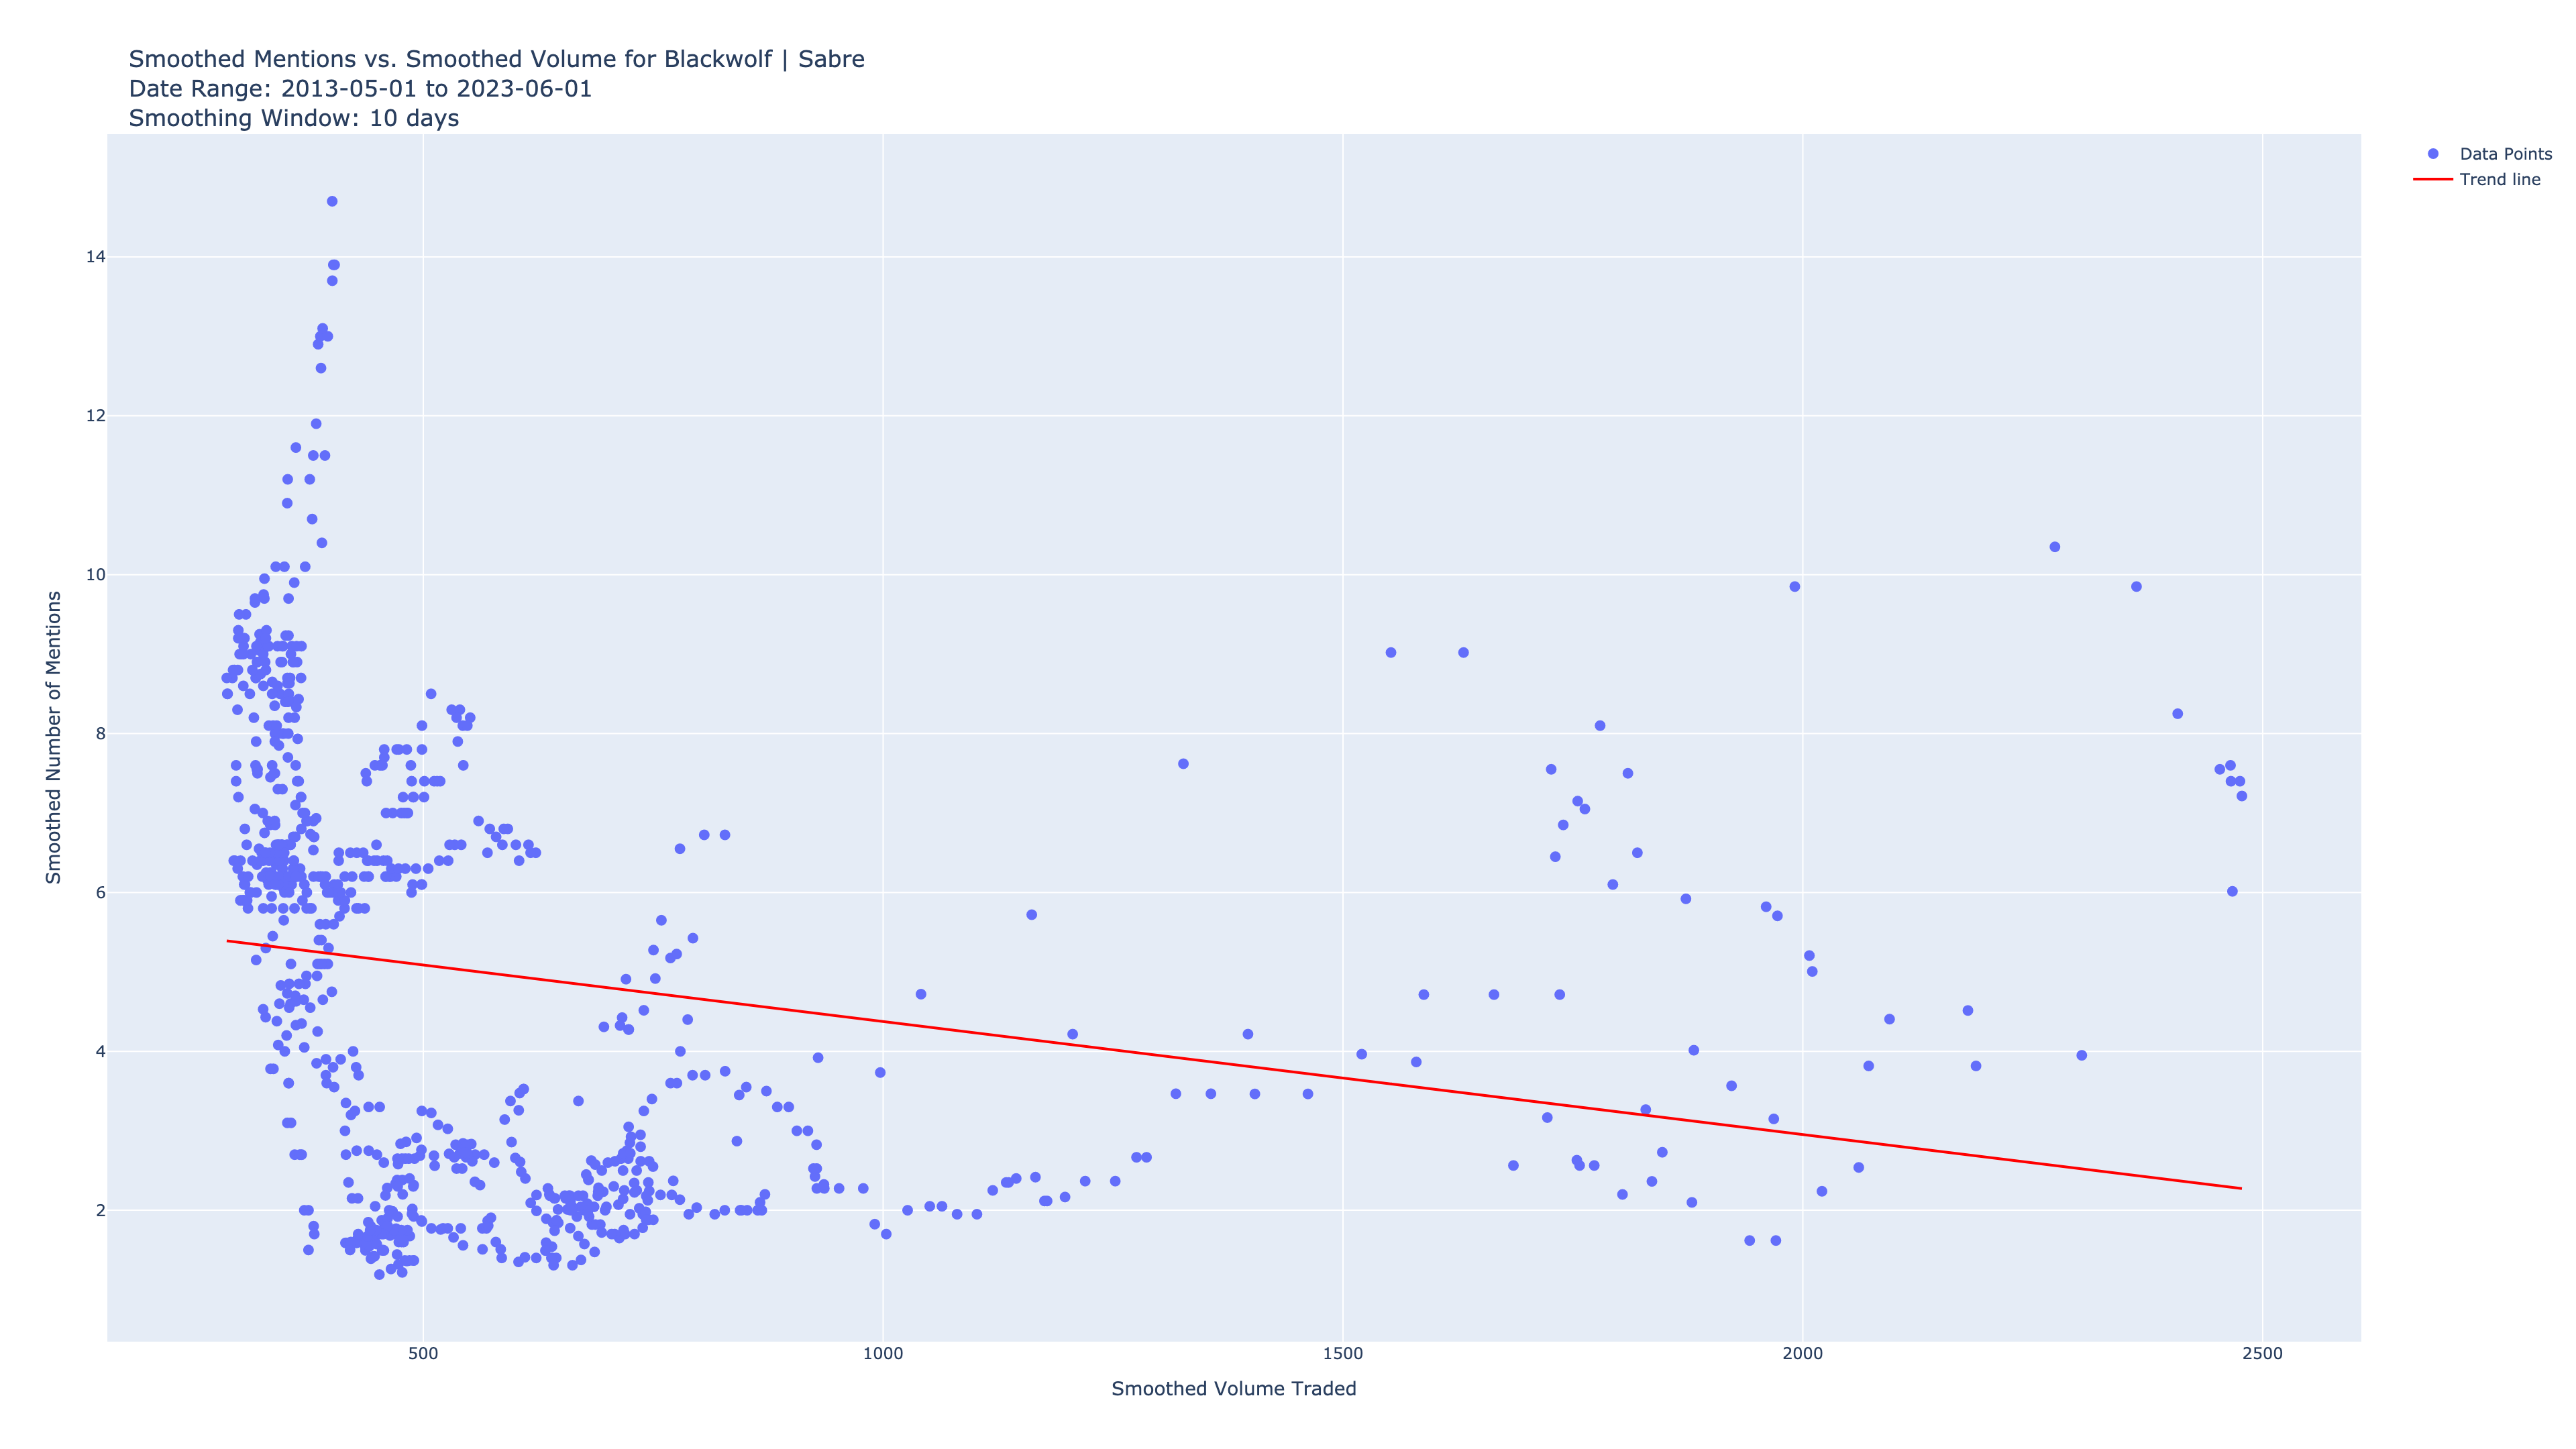 Smoothed Mentions vs. Smoothed Volume for Blackwolf | Sabre
Date Range: 2013-05-01 to 2023-06-01
Smoothing Window: 10 days
Data Points
Trend line
Smoothed Number of Mentions
14
12
10
8
6
4
2
500
1000
1500
2000
2500
Smoothed Volume Traded